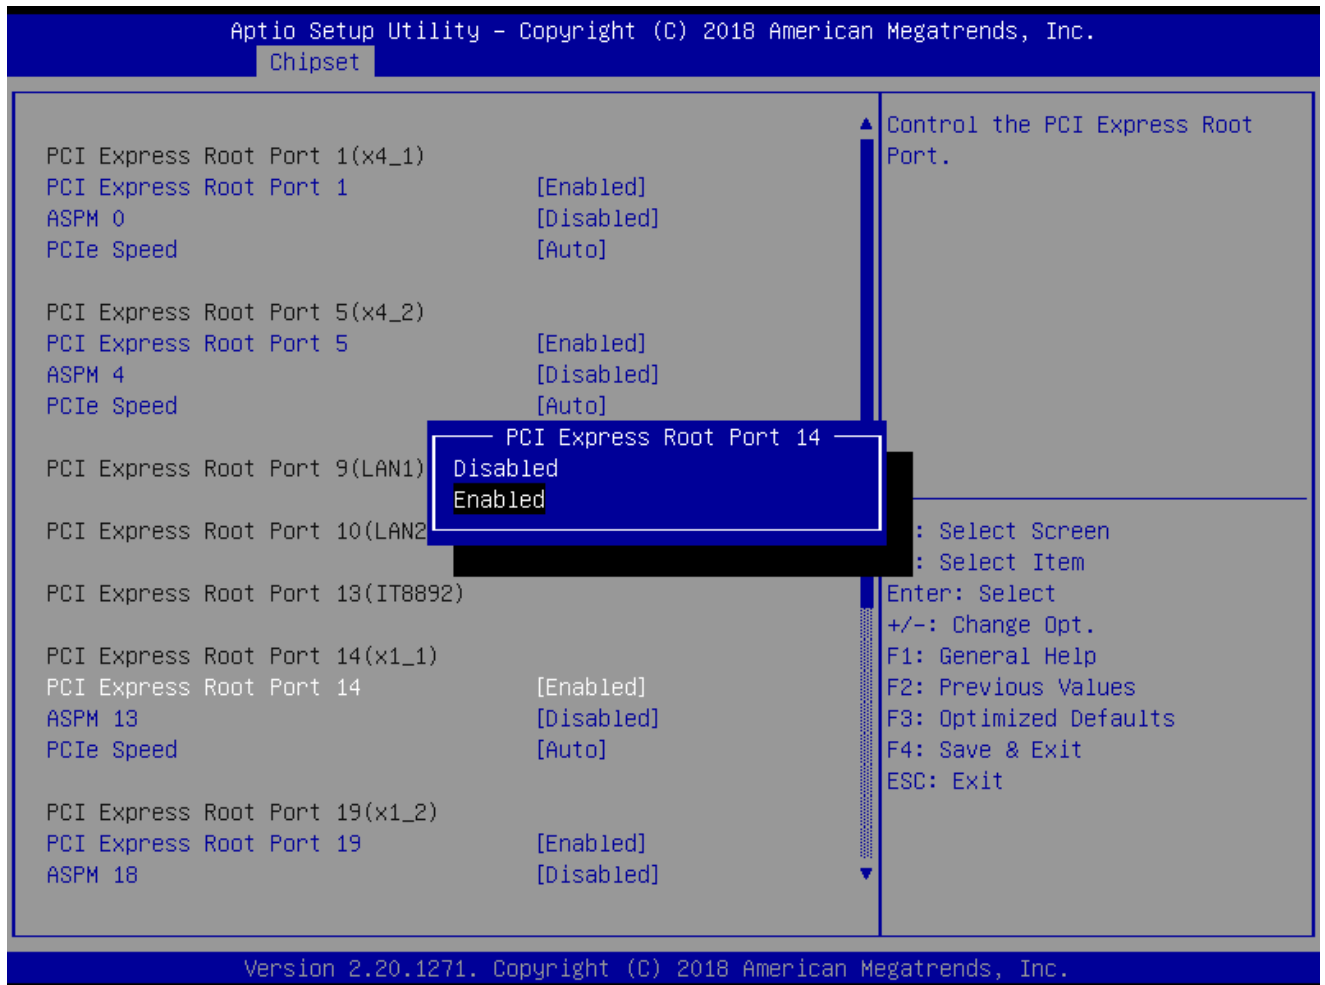 Aptio Setup Utility – Copyright (C) 2018 American Megatrends, Inc.
Chipset
PCI Express Root Port 1(x4_1)
PCI Express Root Port 1 [Enabled]
ASPM 0 [Disabled]
PCIe Speed [Auto]
PCI Express Root Port 5(x4_2)
PCI Express Root Port 5 [Enabled]
ASPM 4 [Disabled]
PCIe Speed [Auto]
PCI Express Root Port 9(LAN1)
PCI Express Root Port 10(LAN2
PCI Express Root Port 13(IT8892)
PCI Express Root Port 14(x1_1)
PCI Express Root Port 14 [Enabled]
ASPM 13 [Disabled]
PCIe Speed [Auto]
PCI Express Root Port 19(x1_2)
PCI Express Root Port 19 [Enabled]
ASPM 18 [Disabled]
PCI Express Root Port 14
Disabled
Enabled
Control the PCI Express Root
Port.
: Select Screen
: Select Item
Enter: Select
+/-: Change Opt.
F1: General Help
F2: Previous Values
F3: Optimized Defaults
F4: Save & Exit
ESC: Exit
Version 2.20.1271. Copyright (C) 2018 American Megatrends, Inc.